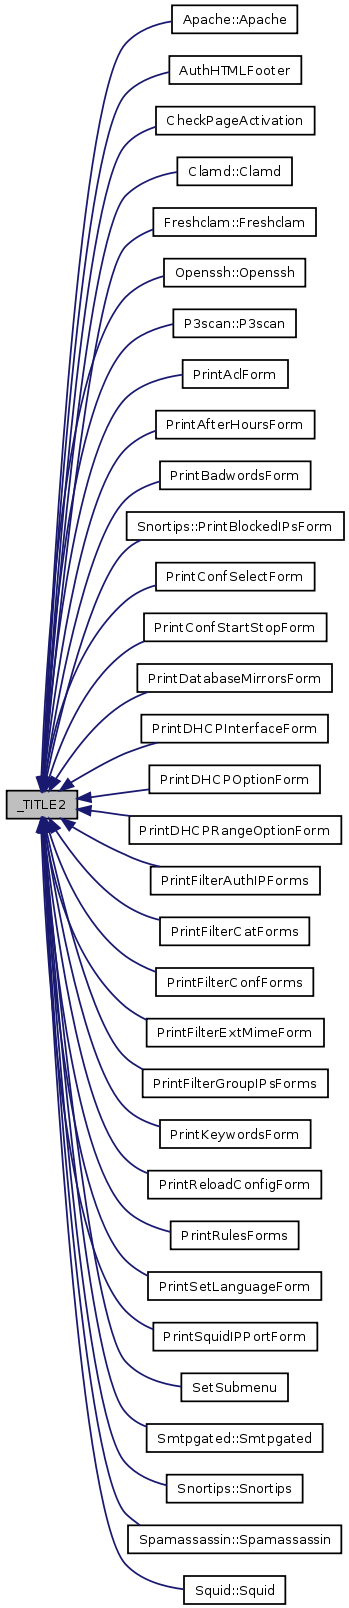 Apache::Apache
AuthHTMLFooter
CheckPageActivation
Clamd::Clamd
Freshclam::Freshclam
Openssh::Openssh
P3scan::P3scan
PrintAclForm
PrintAfterHoursForm
PrintBadwordsForm
Snortips::PrintBlockedIPsForm
PrintConfSelectForm
PrintConfStartStopForm
PrintDatabaseMirrorsForm
PrintDHCPInterfaceForm
PrintDHCPOptionForm
_TITLE2
PrintDHCPRangeOptionForm
PrintFilterAuthIPForms
PrintFilterCatForms
PrintFilterConfForms
PrintFilterExtMimeForm
PrintFilterGroupIPsForms
PrintKeywordsForm
PrintReloadConfigForm
PrintRulesForms
PrintSetLanguageForm
PrintSquidIPPortForm
SetSubmenu
Smtpgated::Smtpgated
Snortips::Snortips
Spamassassin::Spamassassin
Squid::Squid